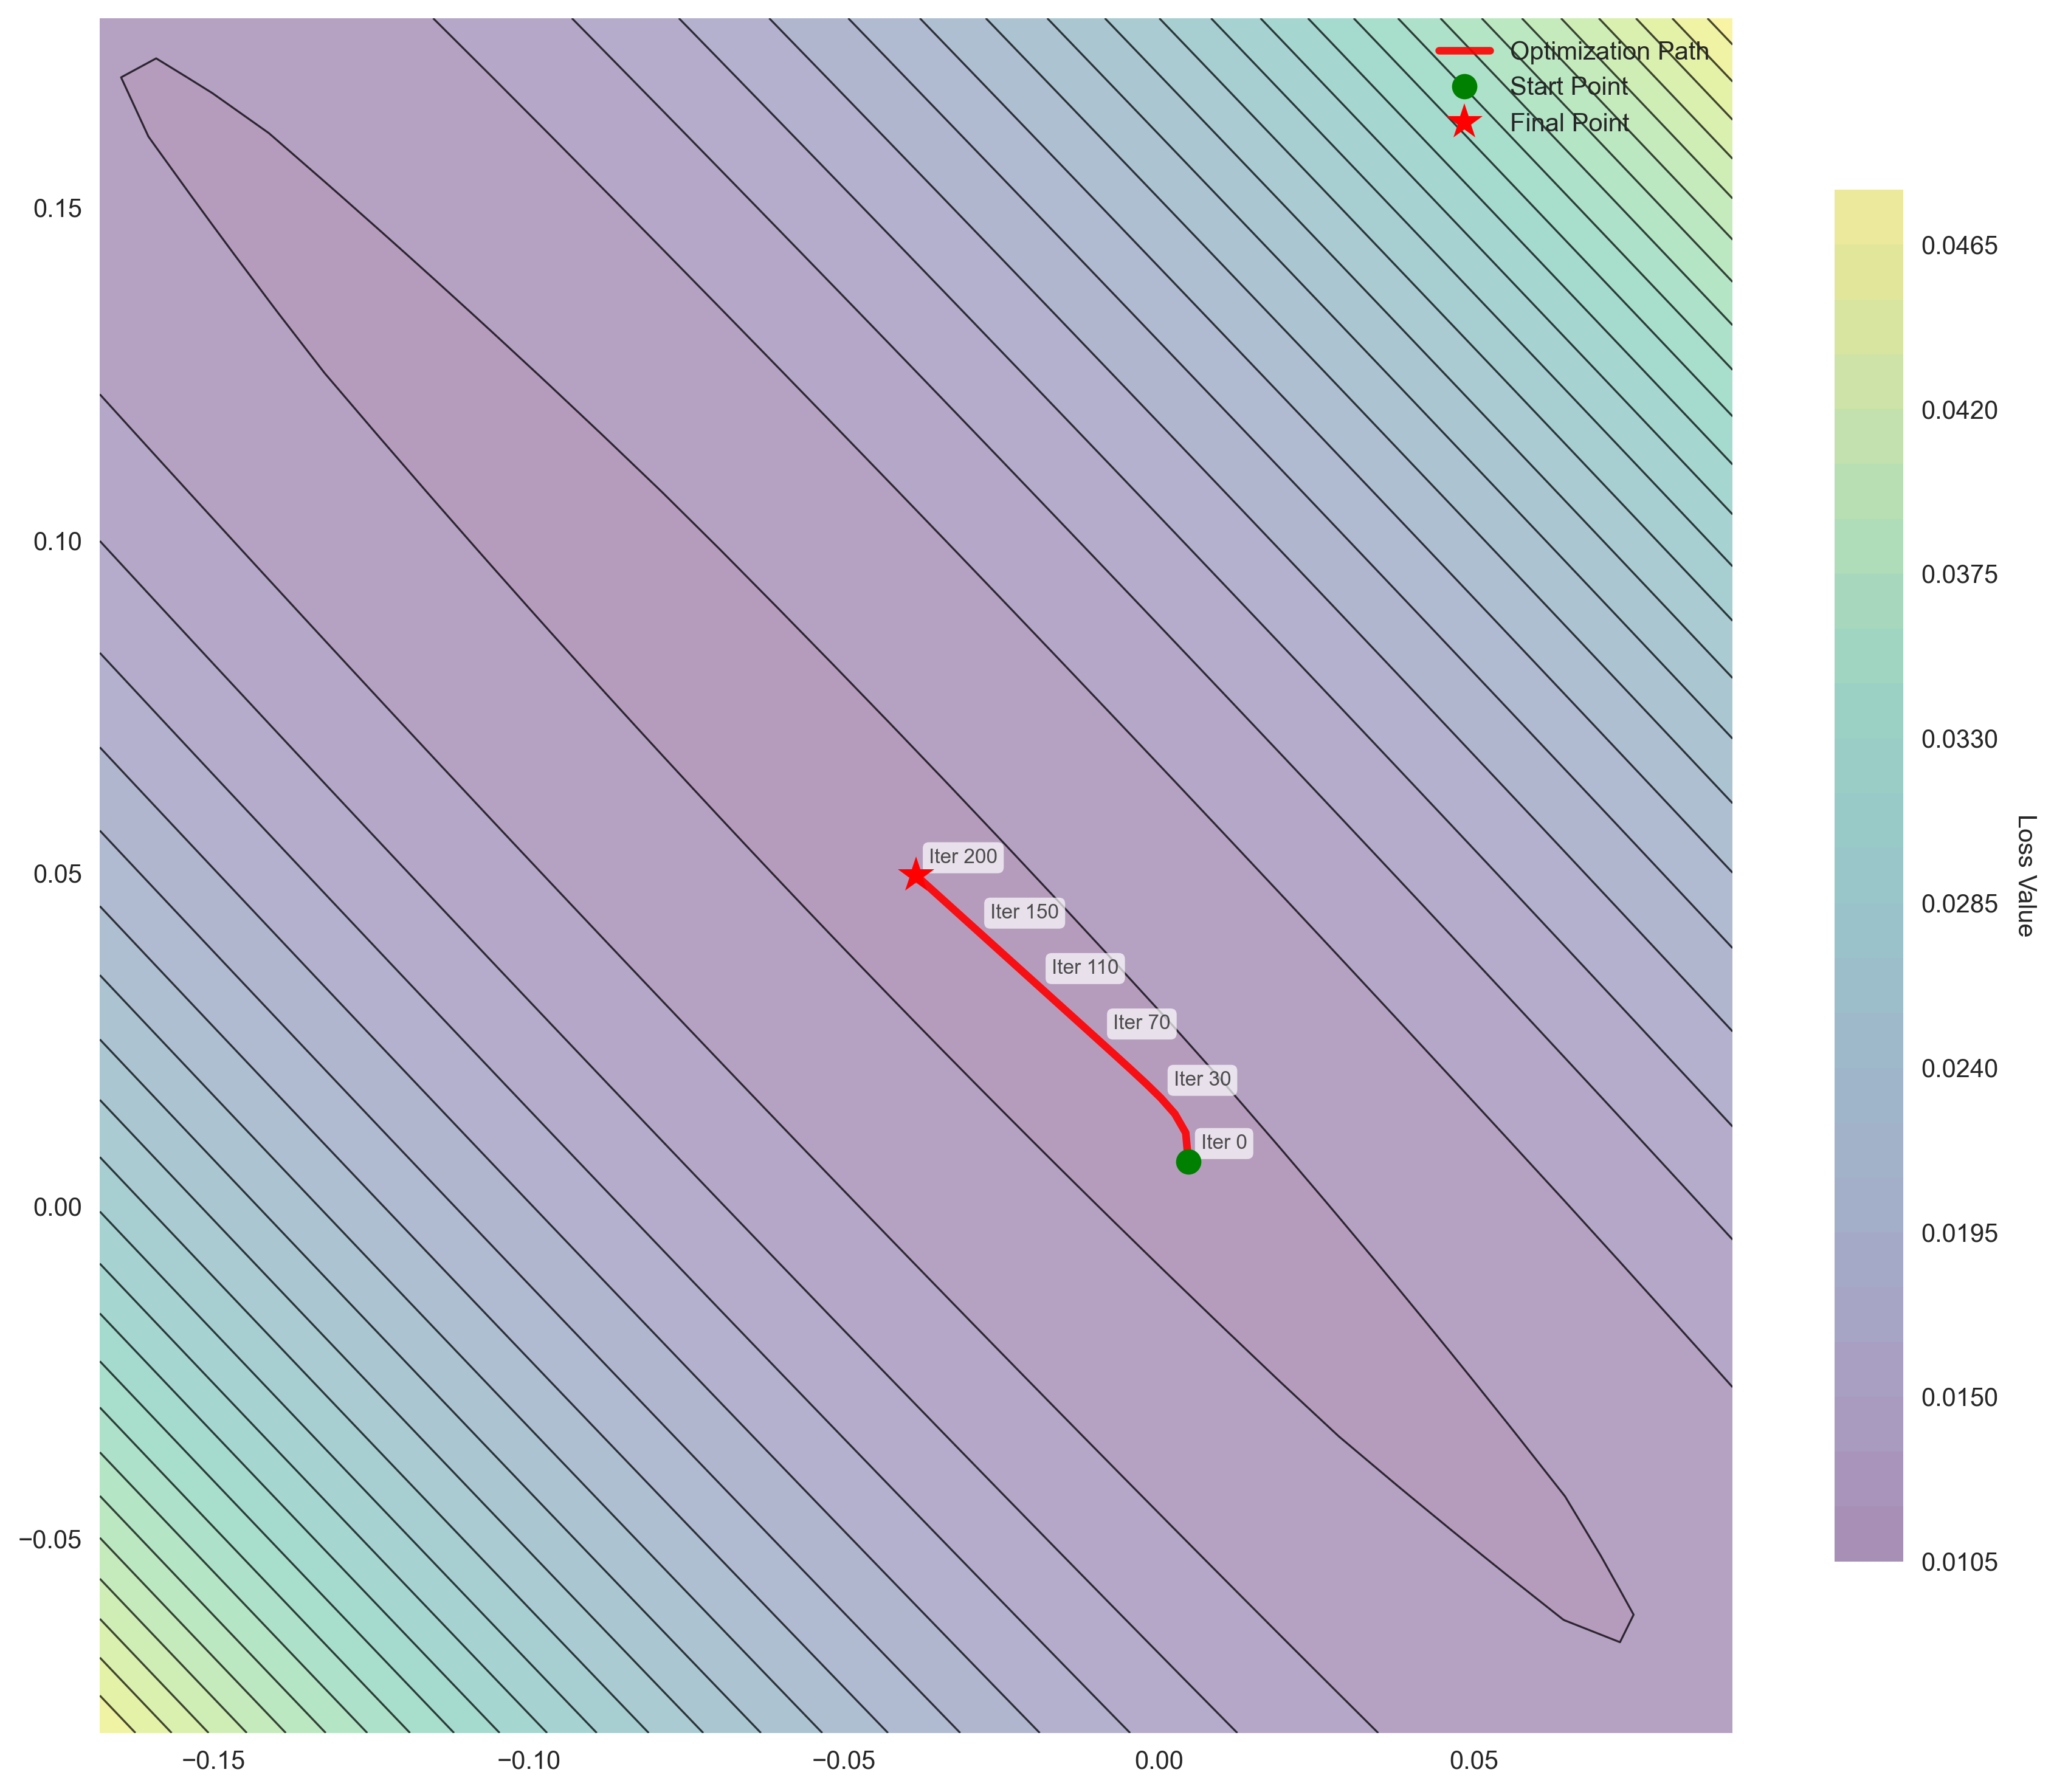 Optimization Path
Start Point
Final Point
0.15
0.10
0.05
0.00
−0.05
−0.15
−0.10
−0.05
0.00
0.05
Iter 200
Iter 150
Iter 110
Iter 70
Iter 30
Iter 0
0.0465
0.0420
0.0375
0.0330
0.0285
0.0240
0.0195
0.0150
0.0105
Loss Value